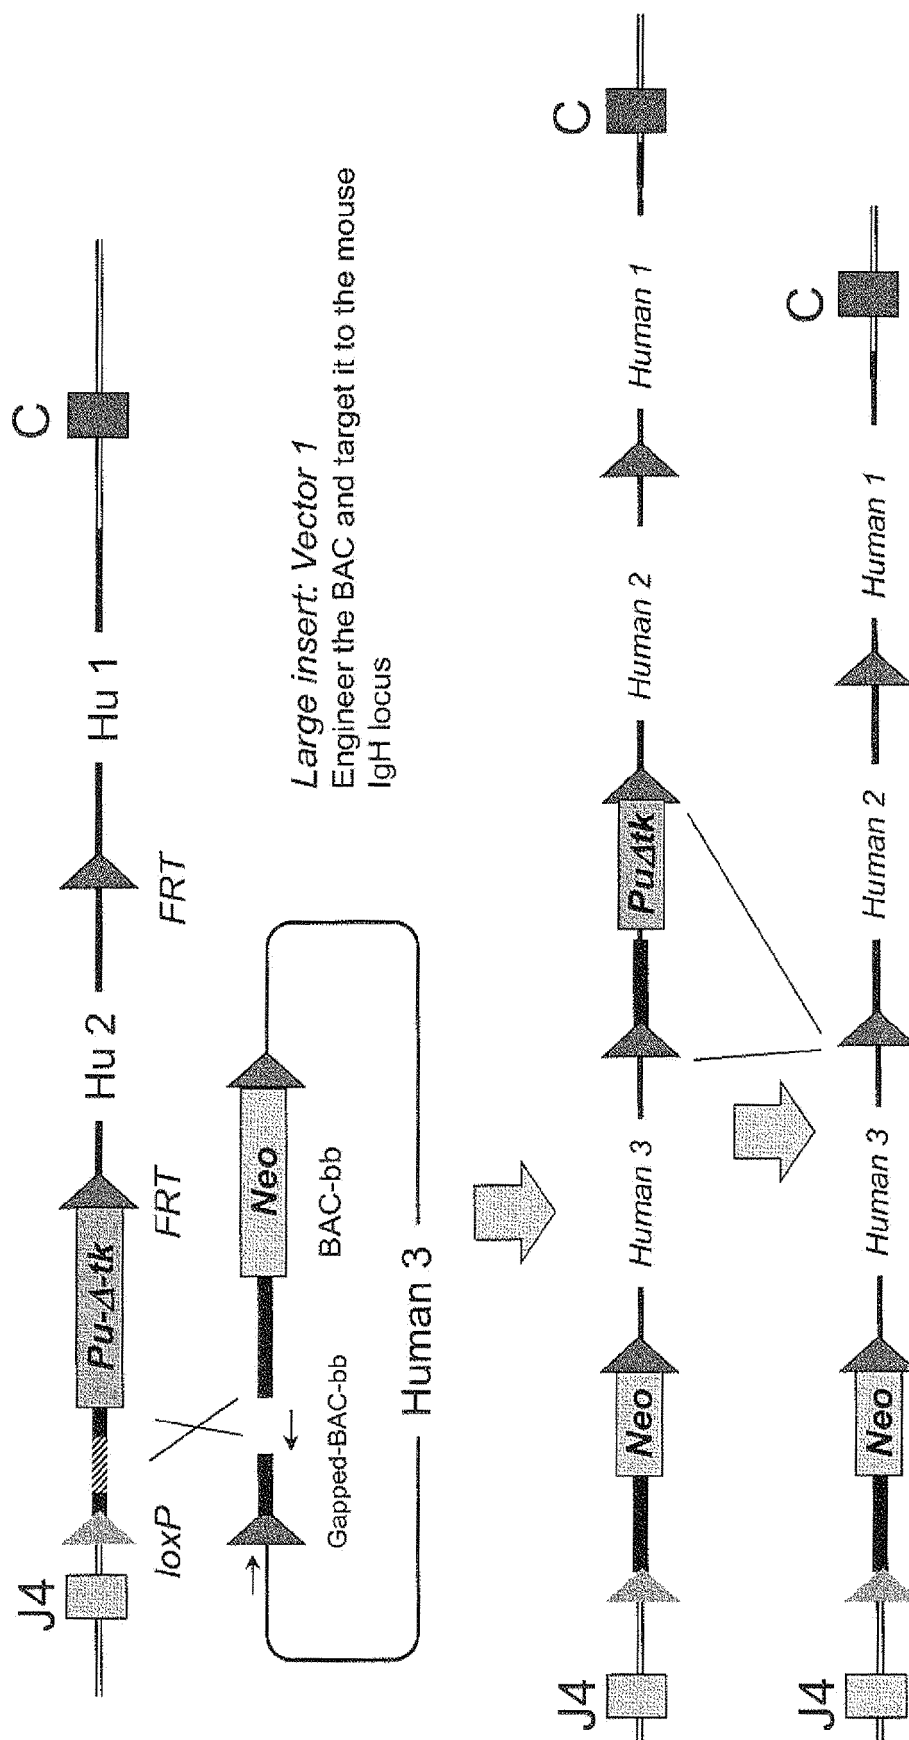 J4
C
Pu-Δ-tk
Hu 2
Hu 1
loxP
FRT
FRT
Neo
Gapped-BAC-bb
BAC-bb
Human 3
Large insert: Vector 1
Engineer the BAC and target it to the mouse
IgH locus
J4
Neo
Human 3
PuΔtk
Human 2
Human 1
C
J4
Neo
Human 3
Human 2
Human 1
C